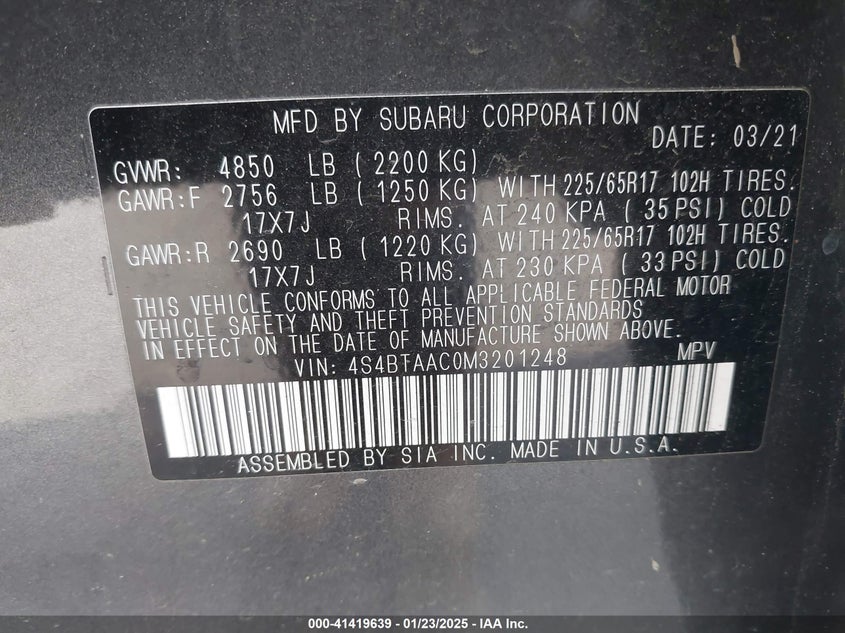 MFD BY SUBARU CORPORATION
DATE: 03/21
GVWR: 4850 LB ( 2200 KG)
GAWR:F 2756 LB ( 1250 KG) WITH 225/65R17 102H TIRES.
17X7J RIMS. AT 240 KPA ( 35 PSI) COLD
GAWR:R 2690 LB ( 1220 KG) WITH 225/65R17 102H TIRES.
17X7J RIMS. AT 230 KPA ( 33 PSI) COLD
THIS VEHICLE CONFORMS TO ALL APPLICABLE FEDERAL MOTOR
VEHICLE SAFETY AND THEFT PREVENTION STANDARDS
IN EFFECT ON THE DATE OF MANUFACTURE SHOWN ABOVE.
VIN: 4S4BTAAC0M3201248 MPV
ASSEMBLED BY SIA INC. MADE IN U.S.A.
000-41419639 - 01/23/2025 - IAA Inc.